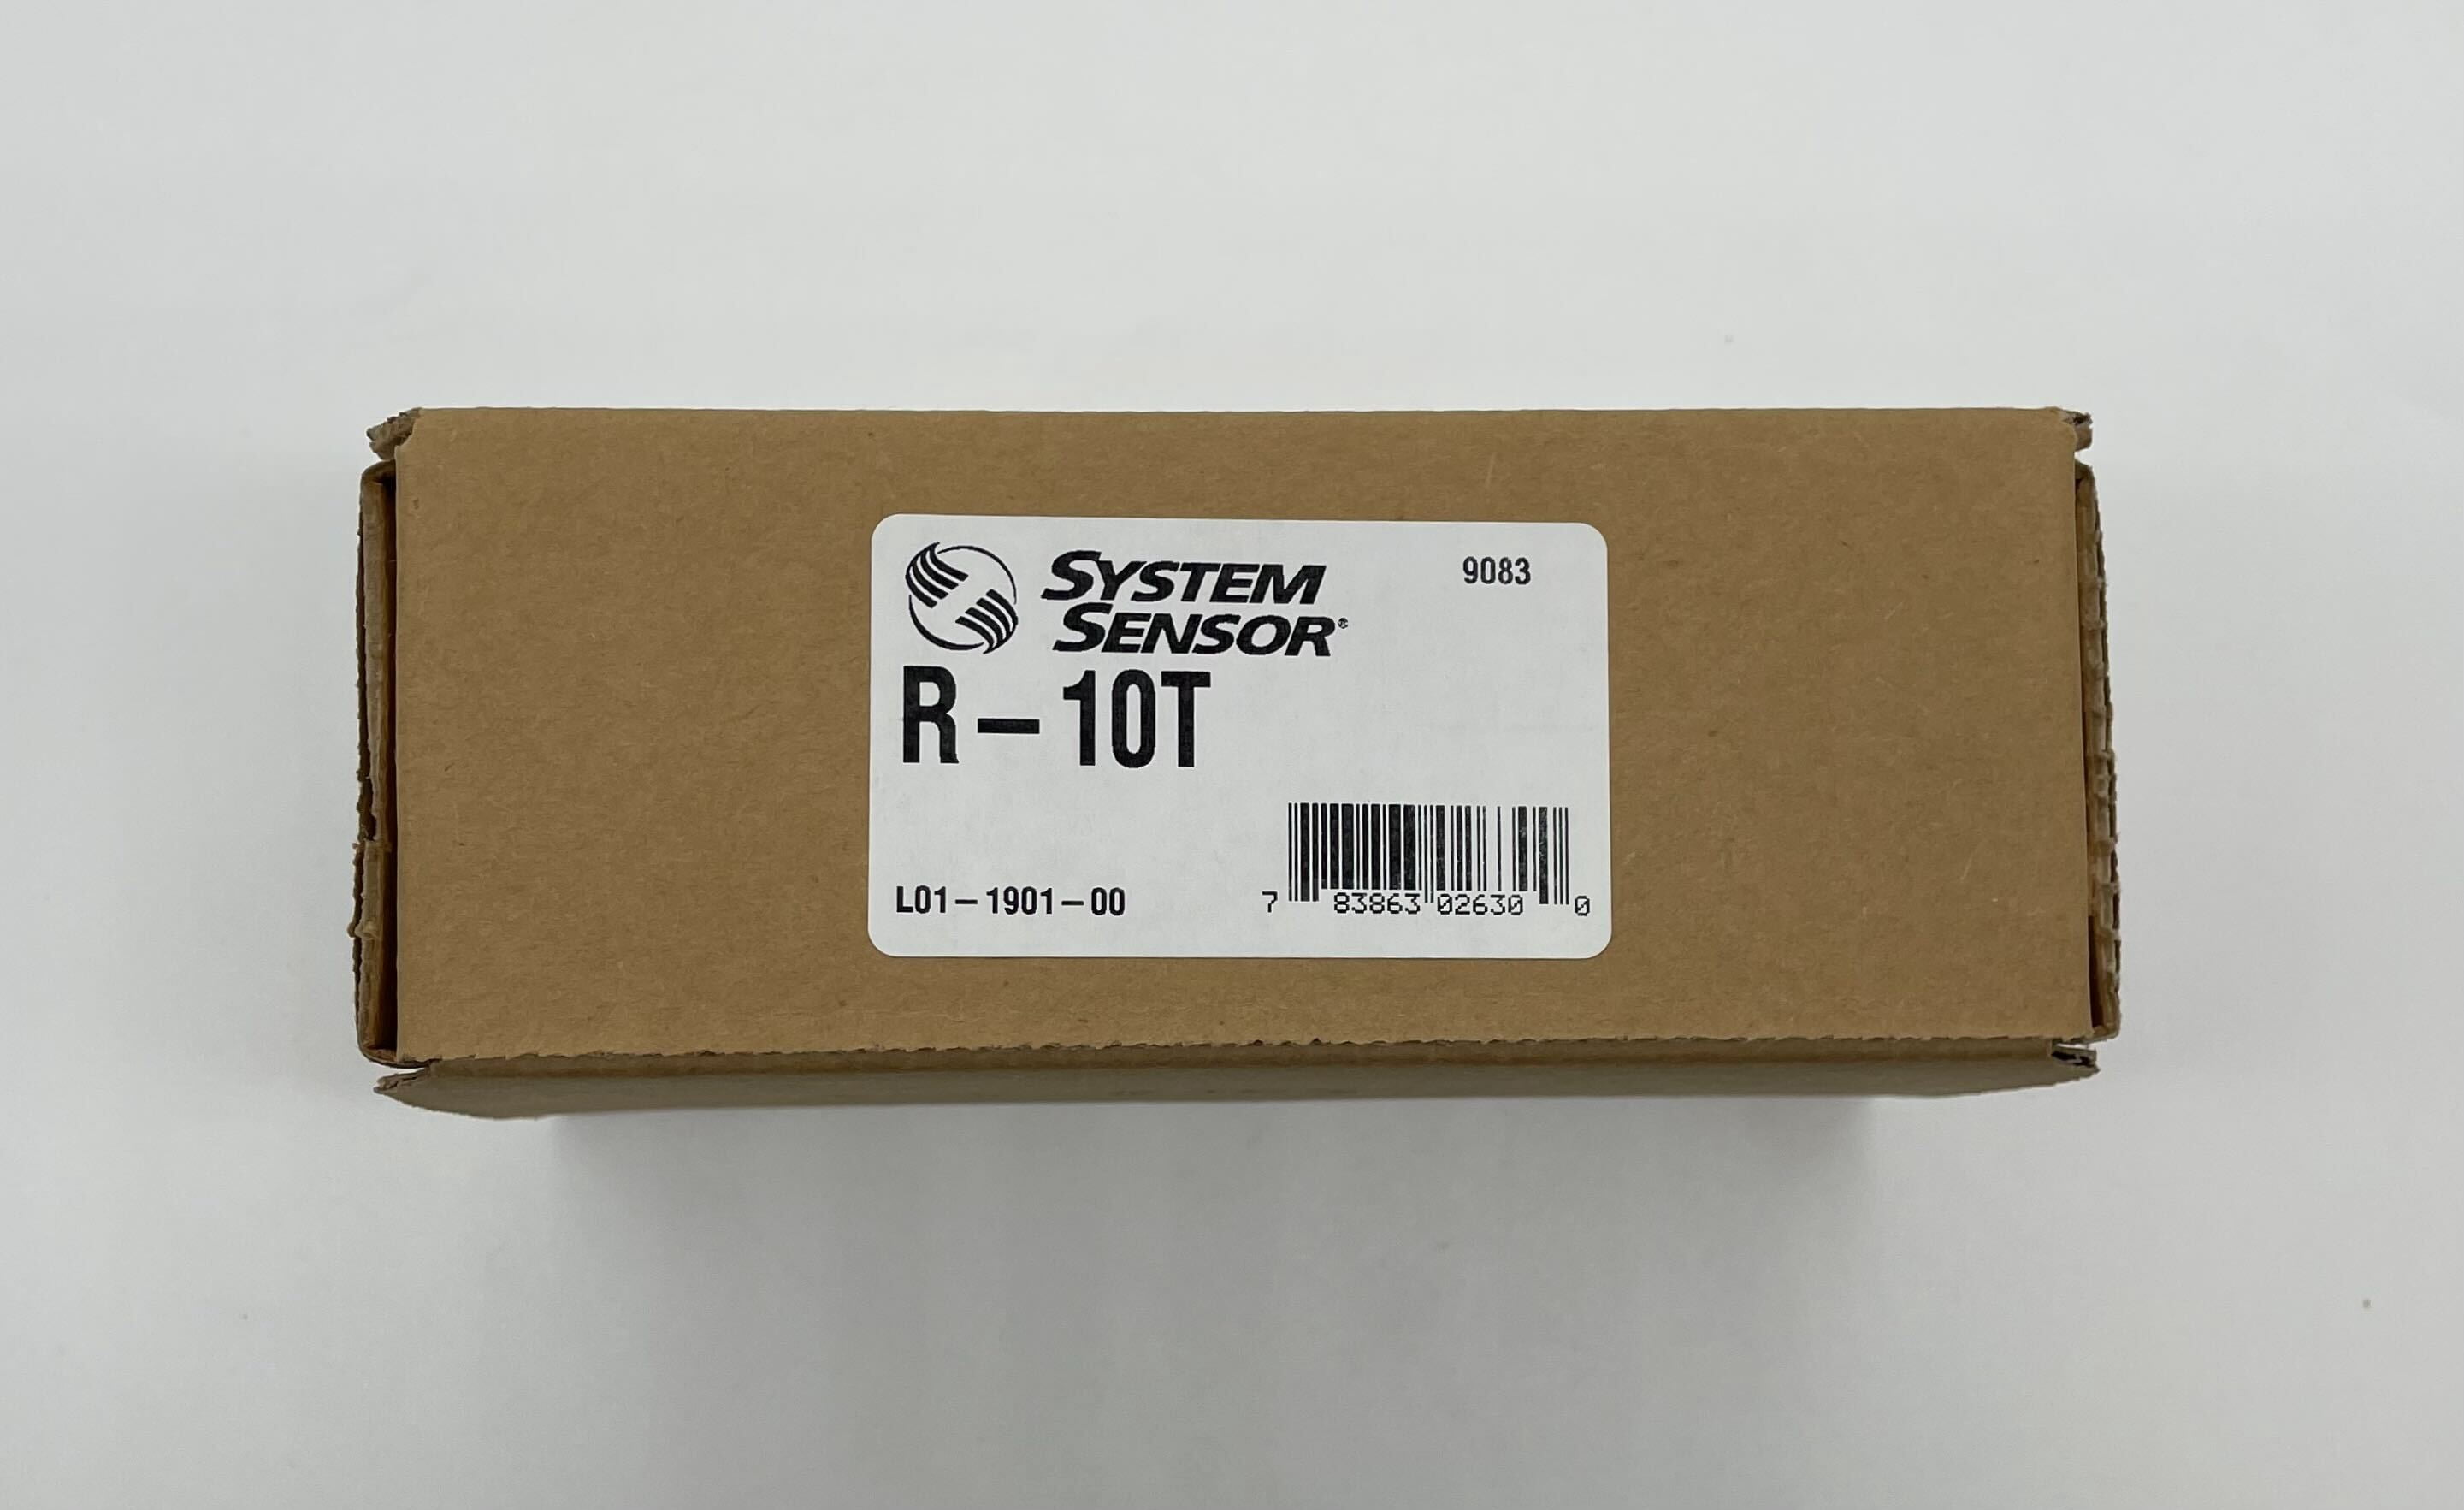 SYSTEM
SENSOR®
9083
R-10T
L01-1901-00
7 83863 02630 0